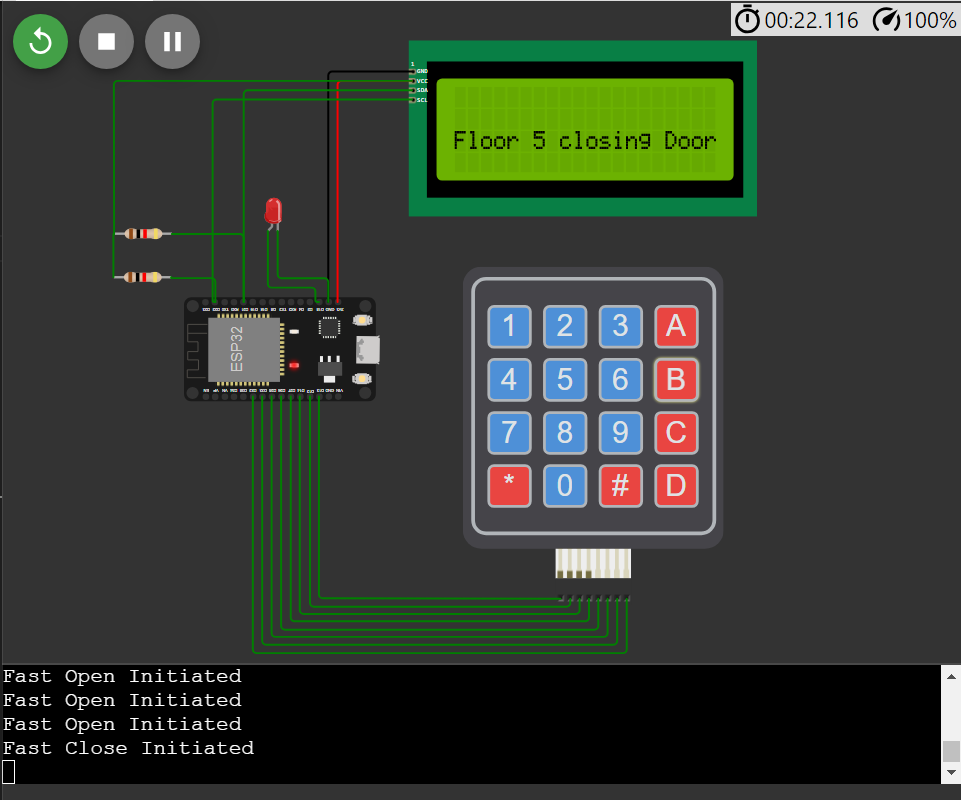 00:22.116 100%
1
GND
VCC
SDA
SCL
Floor 5 closing Door
ESP32
1 2 3 A
4 5 6 B
7 8 9 C
* 0 # D
Fast Open Initiated
Fast Open Initiated
Fast Open Initiated
Fast Close Initiated